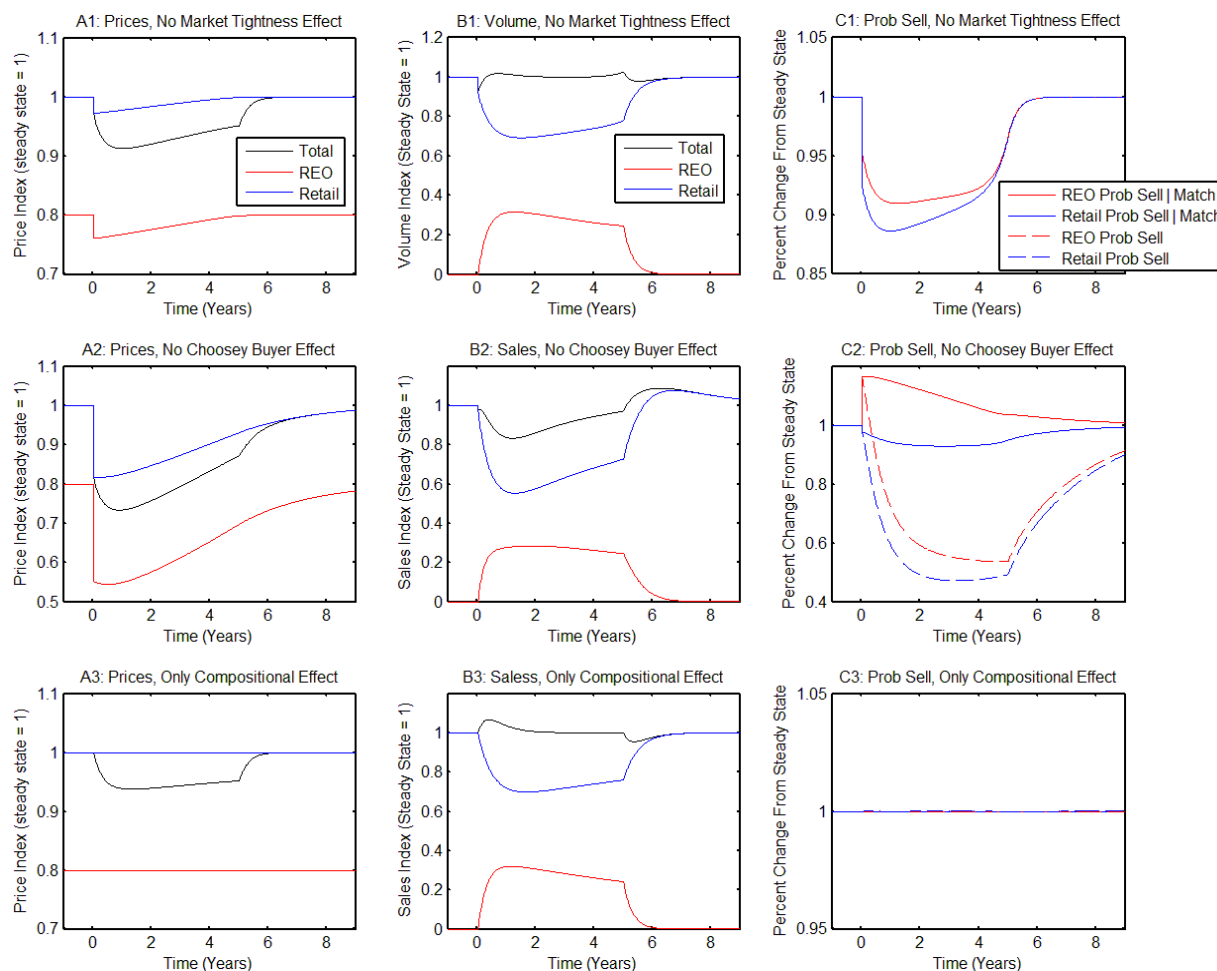 A1: Prices, No Market Tightness Effect
Price Index (steady state = 1)
1.1
1
0.9
0.8
0.7
Total
REO
Retail
0 2 4 6 8
Time (Years)
B1: Volume, No Market Tightness Effect
Volume Index (Steady State = 1)
1.2
1
0.8
0.6
0.4
0.2
0
Total
REO
Retail
0 2 4 6 8
Time (Years)
C1: Prob Sell, No Market Tightness Effect
Percent Change From Steady State
1.05
1
0.95
0.9
0.85
REO Prob Sell | Match
Retail Prob Sell | Match
REO Prob Sell
Retail Prob Sell
0 2 4 6 8
Time (Years)
A2: Prices, No Choosey Buyer Effect
Price Index (steady state = 1)
1.1
1
0.9
0.8
0.7
0.6
0.5
0 2 4 6 8
Time (Years)
B2: Sales, No Choosey Buyer Effect
Sales Index (Steady State = 1)
1
0.8
0.6
0.4
0.2
0
0 2 4 6 8
Time (Years)
C2: Prob Sell, No Choosey Buyer Effect
Percent Change From Steady State
1
0.8
0.6
0.4
0 2 4 6 8
Time (Years)
A3: Prices, Only Compositional Effect
Price Index (steady state = 1)
1.1
1
0.9
0.8
0.7
0 2 4 6 8
Time (Years)
B3: Saless, Only Compositional Effect
Sales Index (Steady State = 1)
1
0.8
0.6
0.4
0.2
0
0 2 4 6 8
Time (Years)
C3: Prob Sell, Only Compositional Effect
Percent Change From Steady State
1.05
1
0.95
0 2 4 6 8
Time (Years)